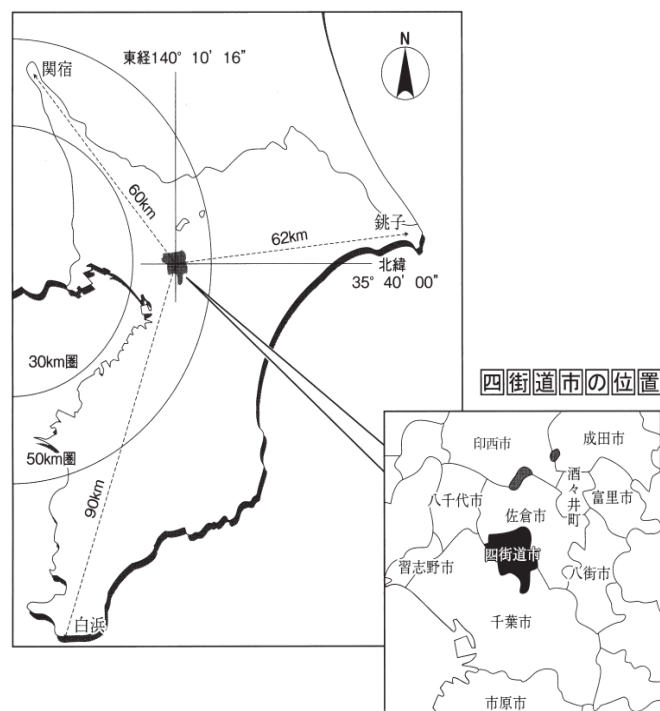 東経140° 10’ 16”
N
関宿
60km
銚子
62km
北緯
35° 40’ 00”
30km圏
50km圏
90km
白浜
四街道市の位置
印西市
成田市
酒々井町
富里市
八千代市
佐倉市
四街道市
習志野市
八街市
千葉市
市原市